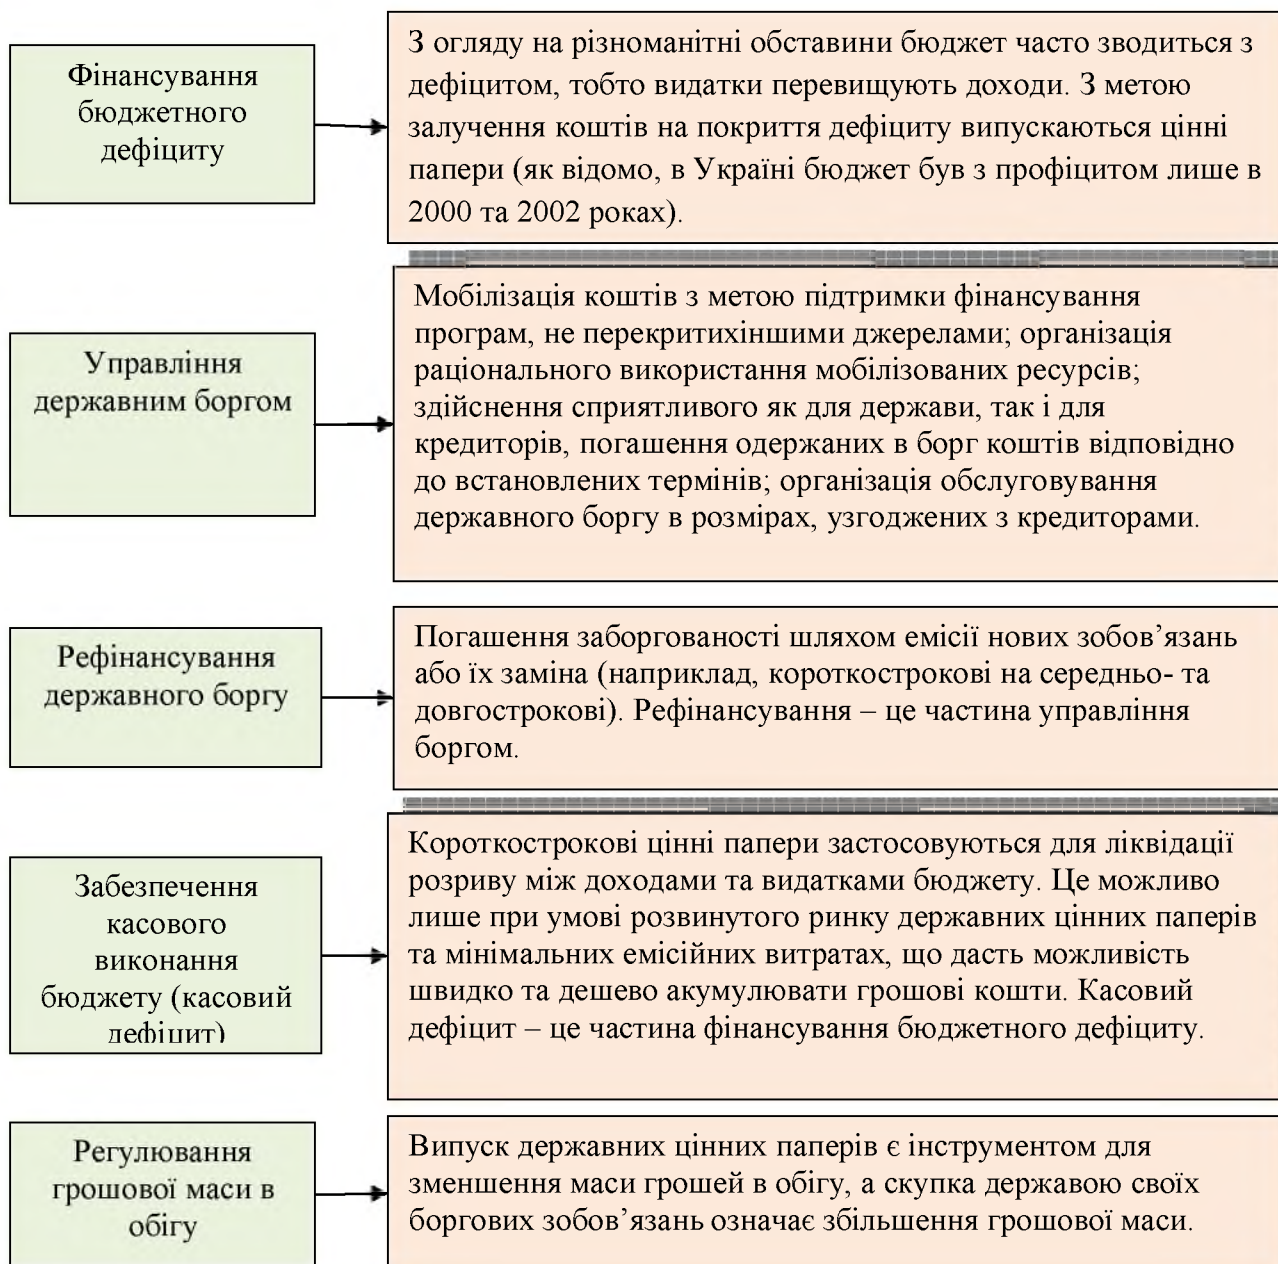 Фінансування
бюджетного
дефіциту
З огляду на різноманітні обставини бюджет часто зводиться з
дефіцитом, тобто видатки перевищують доходи. З метою
залучення коштів на покриття дефіциту випускаються цінні
папери (як відомо, в Україні бюджет був з профіцитом лише в
2000 та 2002 роках).
Управління
державним боргом
Мобілізація коштів з метою підтримки фінансування
програм, не перекритихіншими джерелами; організація
раціонального використання мобілізованих ресурсів;
здійснення сприятливого як для держави, так і для
кредиторів, погашення одержаних в борг коштів відповідно
до встановлених термінів; організація обслуговування
державного боргу в розмірах, узгоджених з кредиторами.
Рефінансування
державного боргу
Погашення заборгованості шляхом емісії нових зобов’язань
або їх заміна (наприклад, короткострокові на середньо- та
довгострокові). Рефінансування – це частина управління
боргом.
Забезпечення
касового
виконання
бюджету (касовий
дефіцит)
Короткострокові цінні папери застосовуються для ліквідації
розриву між доходами та видатками бюджету. Це можливо
лише при умові розвинутого ринку державних цінних паперів
та мінімальних емісійних витратах, що дасть можливість
швидко та дешево акумулювати грошові кошти. Касовий
дефіцит – це частина фінансування бюджетного дефіциту.
Регулювання
грошової маси в
обігу
Випуск державних цінних паперів є інструментом для
зменшення маси грошей в обігу, а скупка державою своїх
боргових зобов’язань означає збільшення грошової маси.